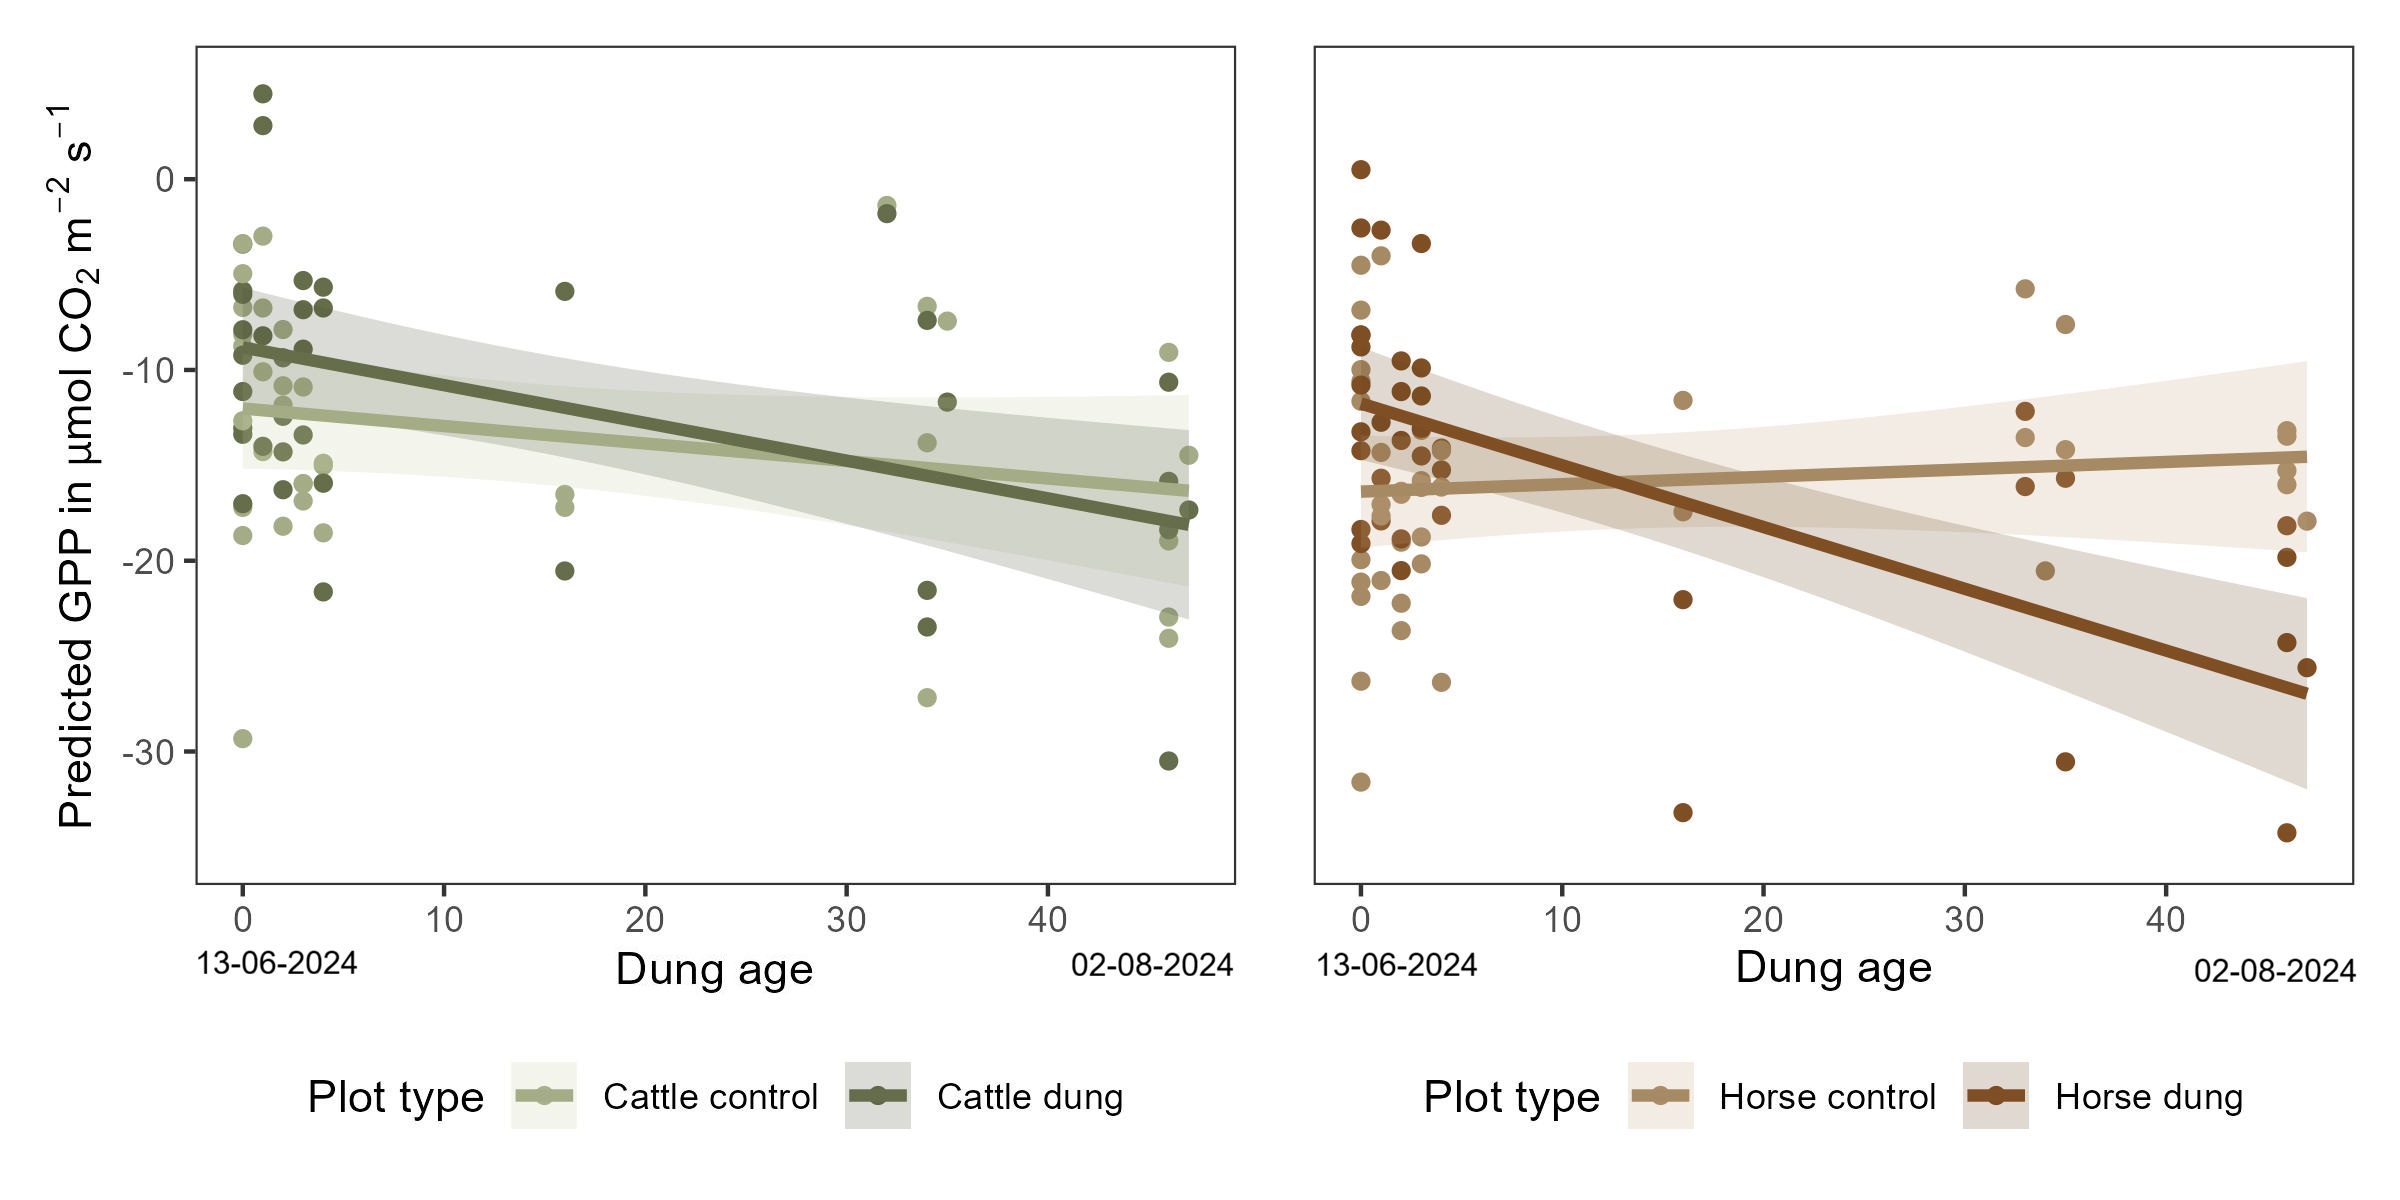 Predicted GPP in µmol CO₂ m⁻² s⁻¹
0
-10
-20
-30
0 10 20 30 40
13-06-2024 Dung age 02-08-2024
Plot type Cattle control Cattle dung
0 10 20 30 40
13-06-2024 Dung age 02-08-2024
Plot type Horse control Horse dung